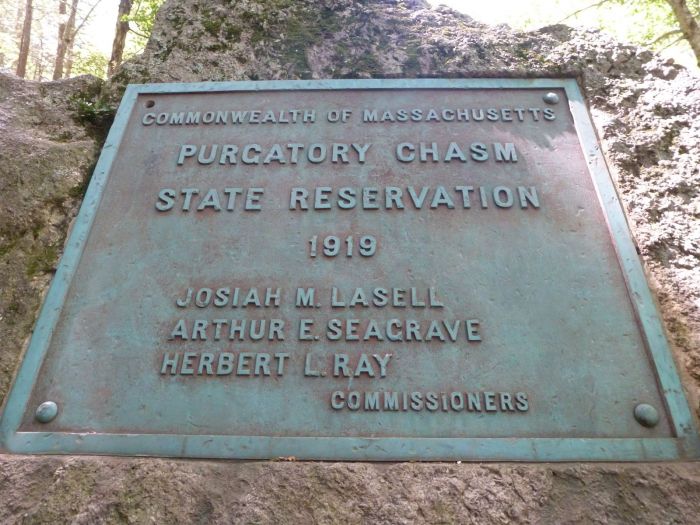 COMMONWEALTH OF MASSACHUSETTS
PURGATORY CHASM
STATE RESERVATION
1919
JOSIAH M. LASELL
ARTHUR E. SEAGRAVE
HERBERT L. RAY
COMMISSIONERS